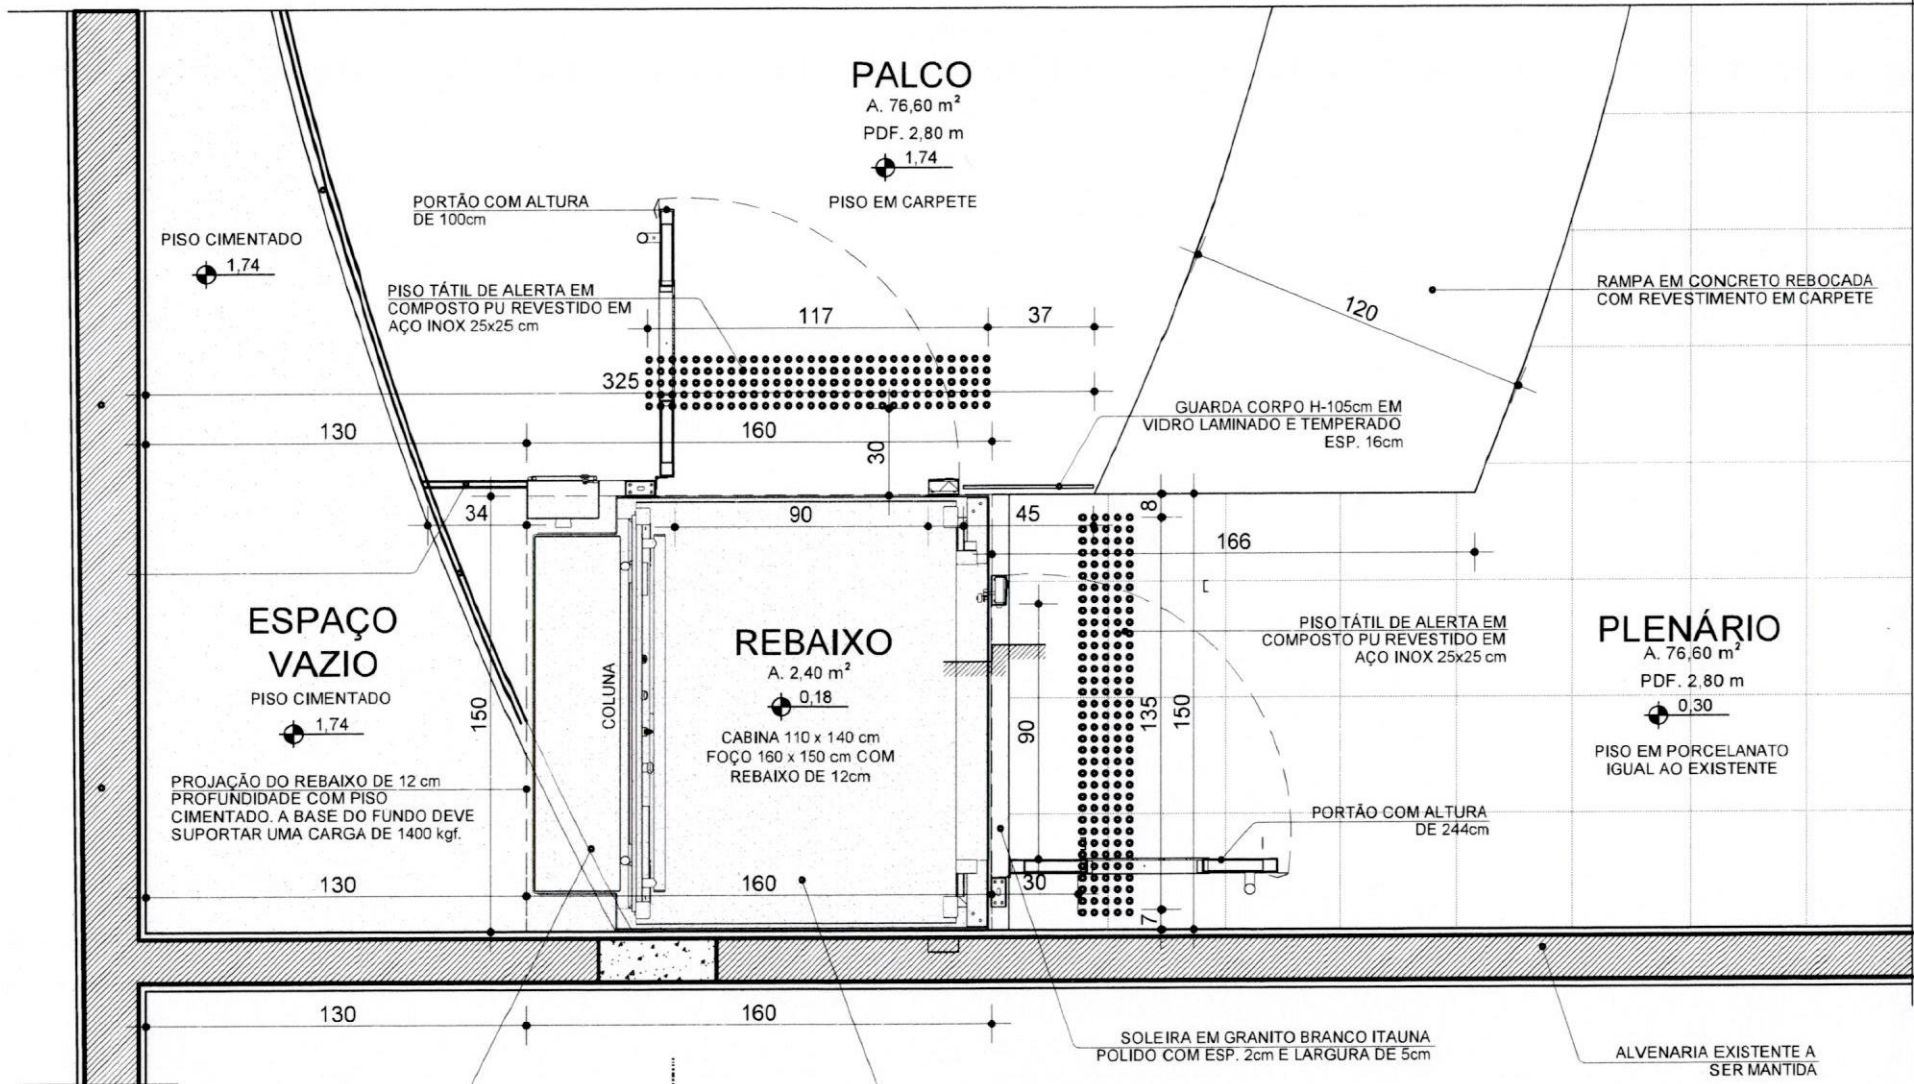 PALCO
A. 76,60 m²
PDF. 2,80 m
1,74
PISO EM CARPETE
PORTÃO COM ALTURA
DE 100cm
PISO CIMENTADO
1,74
PISO TÁTIL DE ALERTA EM
COMPOSTO PU REVESTIDO EM
AÇO INOX 25x25 cm
RAMPA EM CONCRETO REBOCADA
COM REVESTIMENTO EM CARPETE
117
37
120
325
GUARDA CORPO H-105cm EM
VIDRO LAMINADO E TEMPERADO
ESP. 16cm
130
160
30
34
90
45
8
166
ESPAÇO
VAZIO
PISO CIMENTADO
1,74
150
COLUNA
REBAIXO
A. 2,40 m²
0,18
CABINA 110 x 140 cm
FOÇO 160 x 150 cm COM
REBAIXO DE 12cm
90
135
150
PISO TÁTIL DE ALERTA EM
COMPOSTO PU REVESTIDO EM
AÇO INOX 25x25 cm
PLENÁRIO
A. 76,60 m²
PDF. 2,80 m
0,30
PISO EM PORCELANATO
IGUAL AO EXISTENTE
PROJAÇÃO DO REBAIXO DE 12 cm
PROFUNDIDADE COM PISO
CIMENTADO. A BASE DO FUNDO DEVE
SUPORTAR UMA CARGA DE 1400 kgf.
PORTÃO COM ALTURA
DE 244cm
130
160
30
7
130
160
SOLEIRA EM GRANITO BRANCO ITAUNA
POLIDO COM ESP. 2cm E LARGURA DE 5cm
ALVENARIA EXISTENTE A
SER MANTIDA